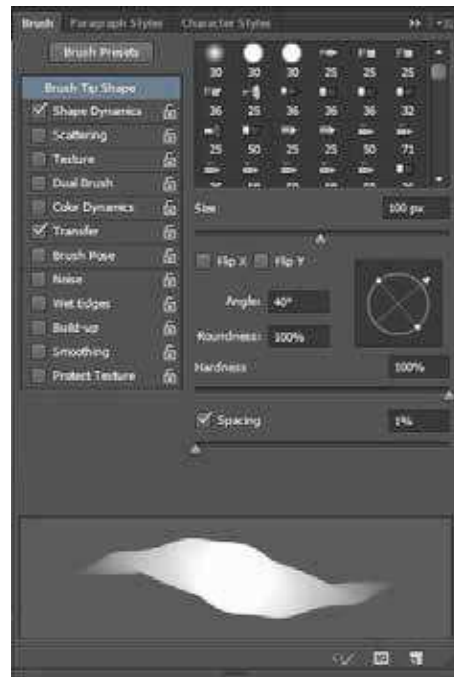 Brush Paragraph Styles Character Styles
Brush Presets
Brush Tip Shape
Shape Dynamics
Scattering
Texture
Dual Brush
Color Dynamics
Transfer
Brush Pose
Noise
Wet Edges
Build-up
Smoothing
Protect Texture
30 30 30 25 25 25
36 25 36 36 36 32
25 50 25 25 50 71
Size 100 px
Flip X Flip Y
Angle: 40°
Roundness: 100%
Hardness 100%
Spacing 1%